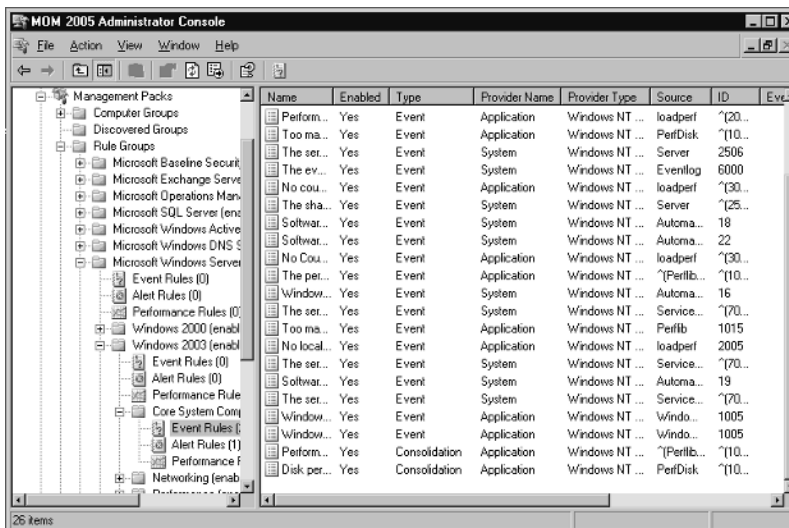 MOM 2005 Administrator Console
File Action View Window Help
Management Packs
Computer Groups
Discovered Groups
Rule Groups
Microsoft Baseline Securit
Microsoft Exchange Serve
Microsoft Operations Man
Microsoft SQL Server (ena
Microsoft Windows Active
Microsoft Windows DNS S
Microsoft Windows Server
Event Rules (0)
Alert Rules (0)
Performance Rules (0)
Windows 2000 (enabl
Windows 2003 (enabl
Event Rules (0)
Alert Rules (0)
Performance Rule
Core System Comp
Event Rules (
Alert Rules (1)
Performance F
Networking (enab
Name Enabled Type Provider Name Provider Type Source ID Eve
Perform... Yes Event Application Windows NT ... loadperf ^(20...
Too ma... Yes Event Application Windows NT ... PerfDisk ^(10...
The ser... Yes Event System Windows NT ... Server 2506
The ev... Yes Event System Windows NT ... Eventlog 6000
No cou... Yes Event Application Windows NT ... loadperf ^(30...
The sha... Yes Event System Windows NT ... Server ^(25...
Softwar... Yes Event System Windows NT ... Automa... 18
Softwar... Yes Event System Windows NT ... Automa... 22
No Cou... Yes Event Application Windows NT ... loadperf ^(30...
The per... Yes Event Application Windows NT ... ^(Perflib... ^(10...
Window... Yes Event System Windows NT ... Automa... 16
The ser... Yes Event System Windows NT ... Service... ^(70...
Too ma... Yes Event Application Windows NT ... Perflib 1015
No local... Yes Event Application Windows NT ... loadperf 2005
The ser... Yes Event System Windows NT ... Service... ^(70...
Softwar... Yes Event System Windows NT ... Automa... 19
The ser... Yes Event System Windows NT ... Service... ^(70...
Window... Yes Event Application Windows NT ... Windo... 1005
Window... Yes Event Application Windows NT ... Windo... 1005
Perform... Yes Consolidation Application Windows NT ... ^(Perflib... ^(10...
Disk per... Yes Consolidation Application Windows NT ... PerfDisk ^(10...
26 items